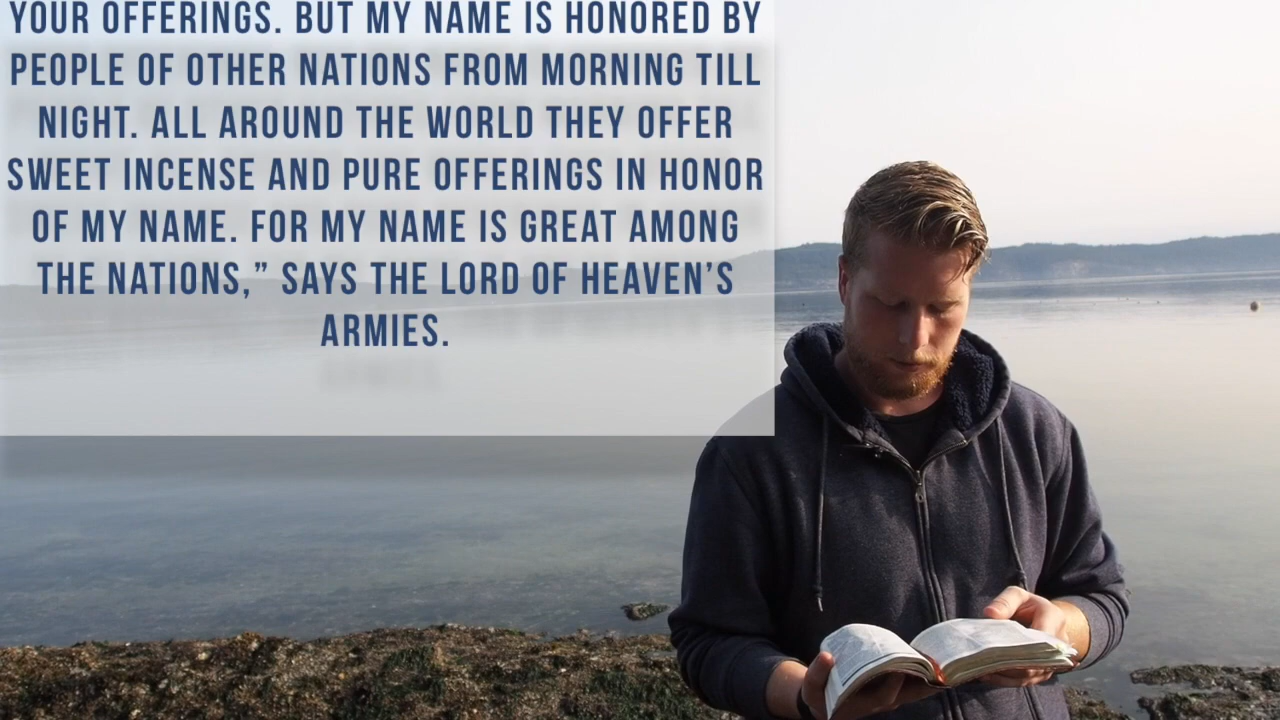 YOUR OFFERINGS. BUT MY NAME IS HONORED BY
PEOPLE OF OTHER NATIONS FROM MORNING TILL
NIGHT. ALL AROUND THE WORLD THEY OFFER
SWEET INCENSE AND PURE OFFERINGS IN HONOR
OF MY NAME. FOR MY NAME IS GREAT AMONG
THE NATIONS,” SAYS THE LORD OF HEAVEN’S
ARMIES.